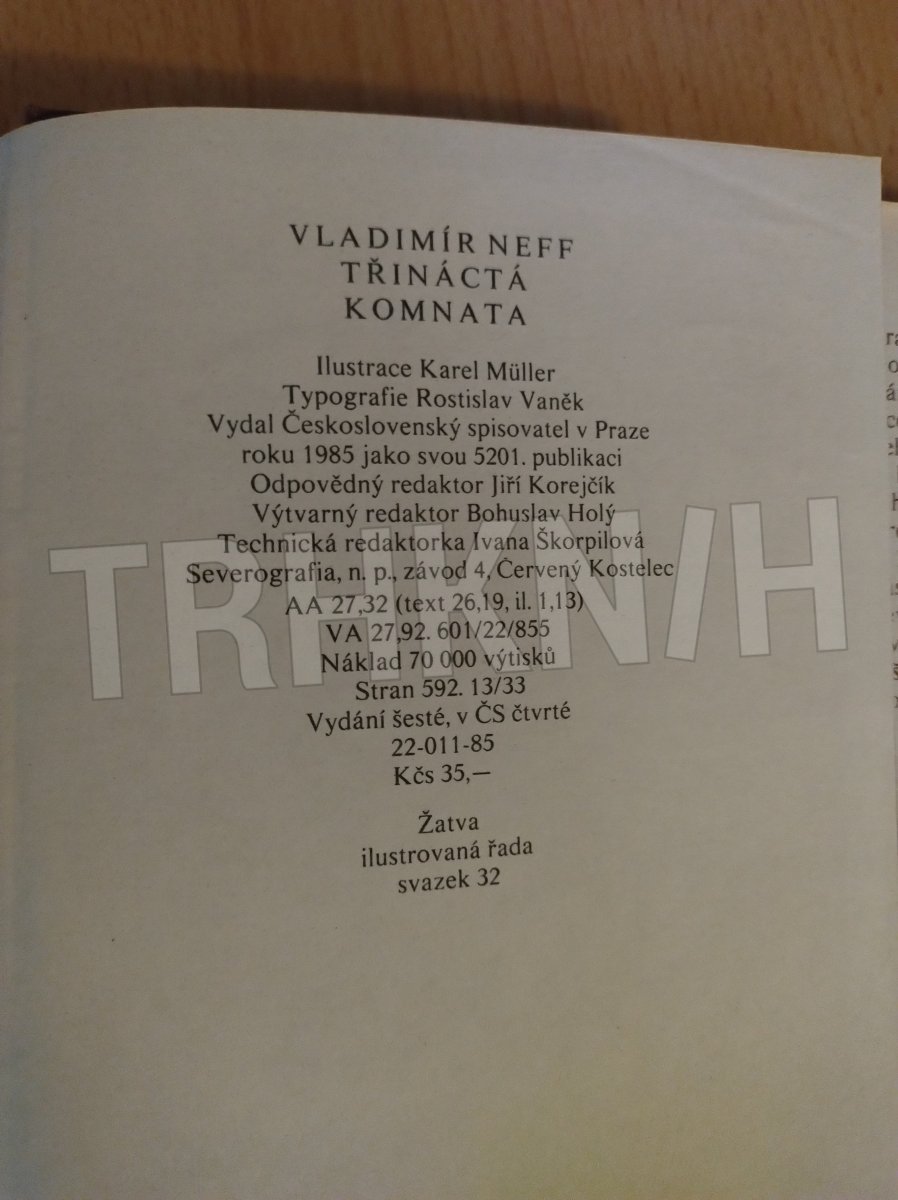 VLADIMÍR NEFF
TŘINÁCTÁ
KOMNATA
Ilustrace Karel Müller
Typografie Rostislav Vaněk
Vydal Československý spisovatel v Praze
roku 1985 jako svou 5201. publikaci
Odpovědný redaktor Jiří Korejčík
Výtvarný redaktor Bohuslav Holý
Technická redaktorka Ivana Škorpilová
Severografia, n. p., závod 4, Červený Kostelec
AA 27,32 (text 26,19, il. 1,13)
VA 27,92. 601/22/855
Náklad 70 000 výtisků
Stran 592. 13/33
Vydání šesté, v ČS čtvrté
22-011-85
Kčs 35,—
Žatva
ilustrovaná řada
svazek 32